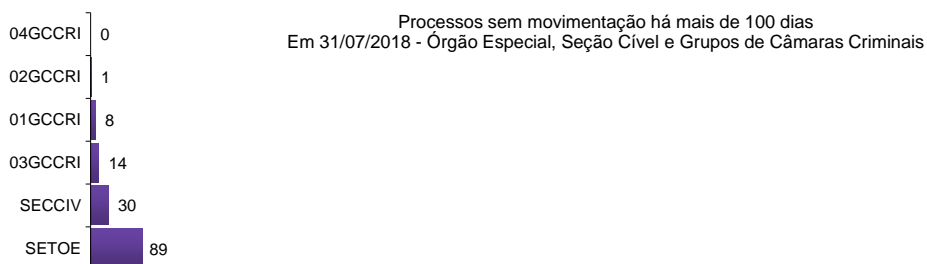 Processos sem movimentação há mais de 100 dias
Em 31/07/2018 - Órgão Especial, Seção Cível e Grupos de Câmaras Criminais
04GCCRI 0
02GCCRI 1
01GCCRI 8
03GCCRI 14
SECCIV 30
SETOE 89